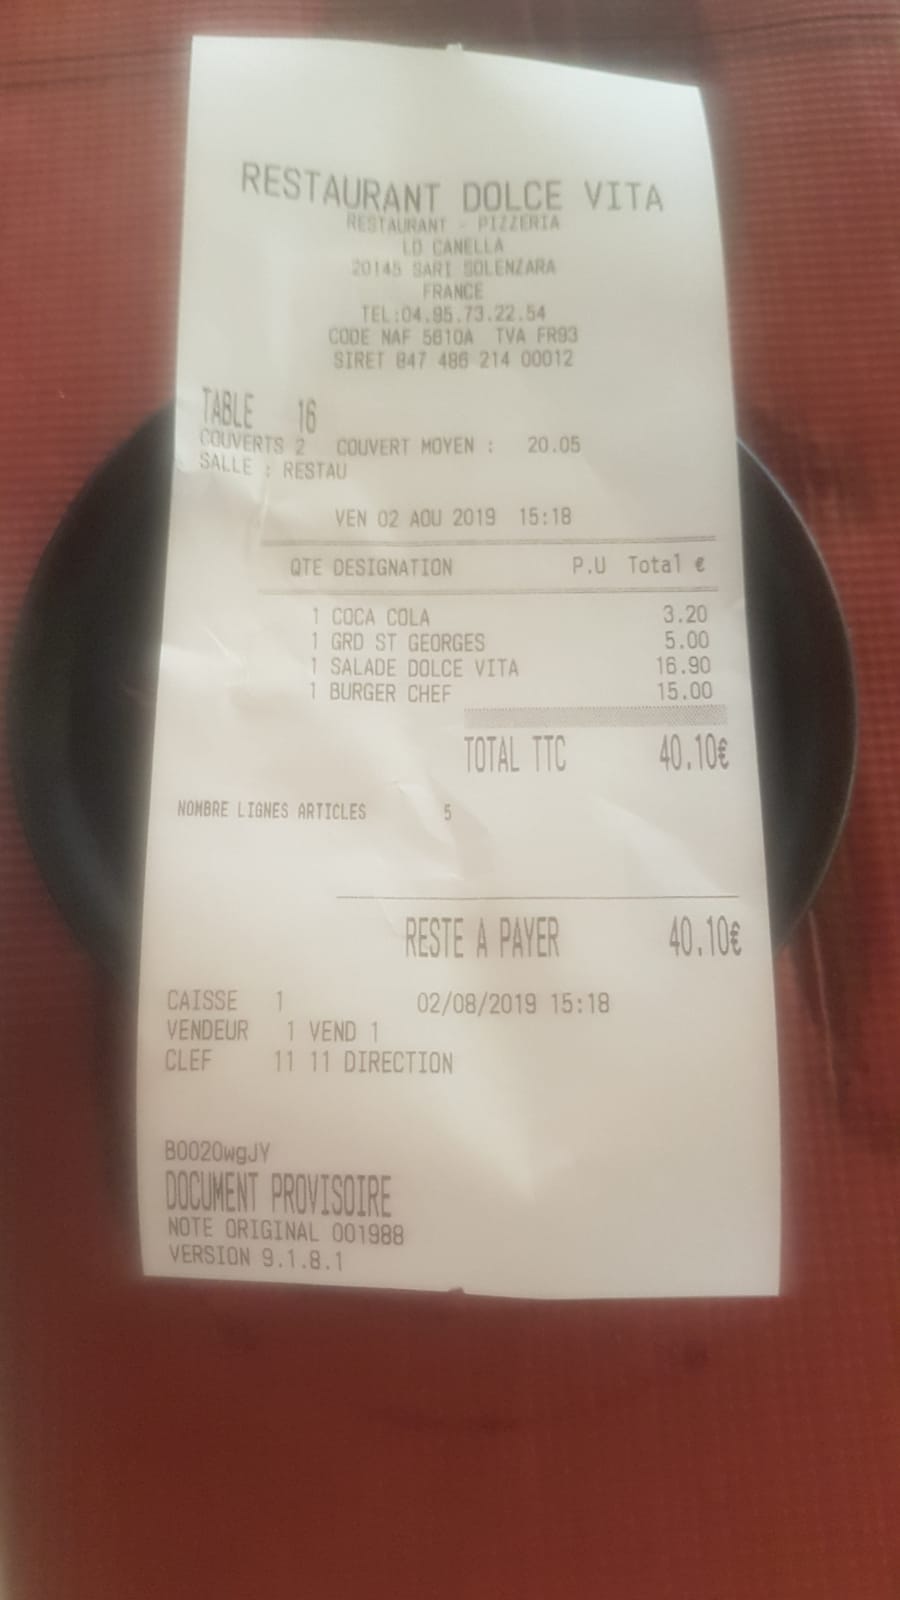 RESTAURANT DOLCE VITA
RESTAURANT - PIZZERIA
LD CANELLA
20145 SARI SOLENZARA
FRANCE
TEL:04.95.73.22.54
CODE NAF 5610A TVA FR93
SIRET 847 486 214 00012
TABLE 16
COUVERTS 2 COUVERT MOYEN : 20.05
SALLE : RESTAU
VEN 02 AOU 2019 15:18
QTE DESIGNATION P.U Total €
1 COCA COLA 3.20
1 GRD ST GEORGES 5.00
1 SALADE DOLCE VITA 16.90
1 BURGER CHEF 15.00
TOTAL TTC 40.10€
NOMBRE LIGNES ARTICLES 5
RESTE A PAYER 40.10€
CAISSE 1 02/08/2019 15:18
VENDEUR 1 VEND 1
CLEF 11 11 DIRECTION
B0020wgJY
DOCUMENT PROVISOIRE
NOTE ORIGINAL 001988
VERSION 9.1.8.1